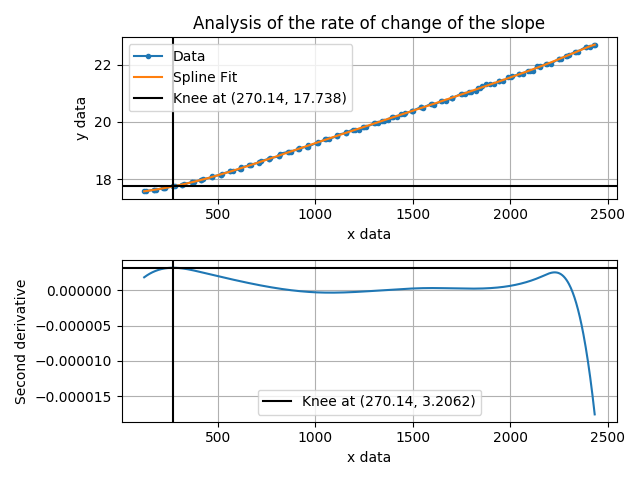 Analysis of the rate of change of the slope
Data
Spline Fit
Knee at (270.14, 17.738)
22
20
18
y data
500 1000 1500 2000 2500
x data
0.000000
−0.000005
−0.000010
−0.000015
Second derivative
Knee at (270.14, 3.2062)
500 1000 1500 2000 2500
x data